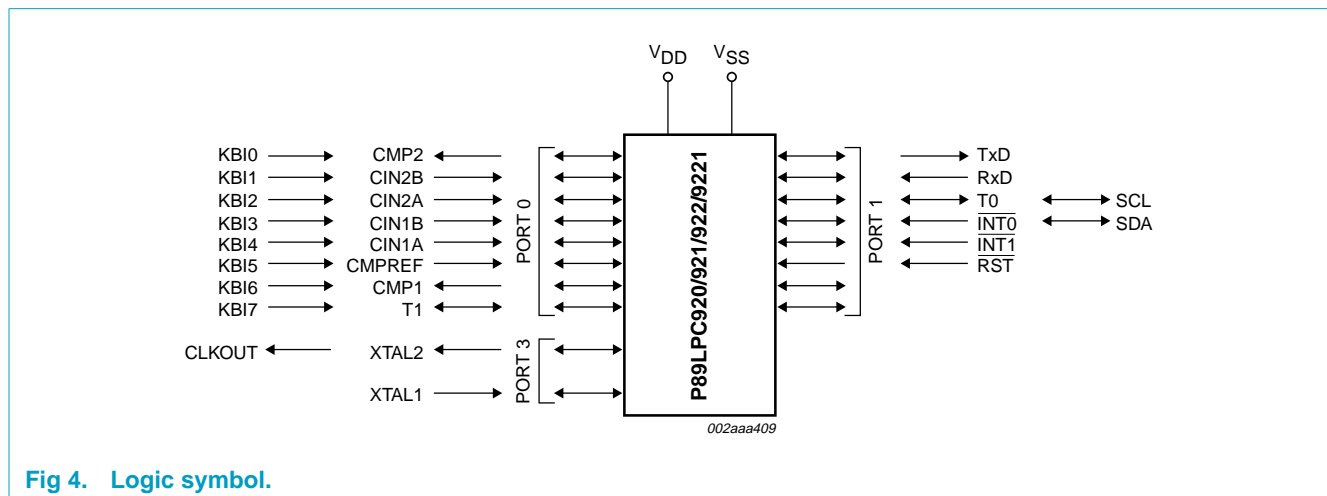 VDD VSS
KBI0 CMP2 TxD
KBI1 CIN2B RxD
KBI2 CIN2A T0 SCL
KBI3 CIN1B INT0 SDA
KBI4 CIN1A INT1
KBI5 CMPREF RST
KBI6 CMP1
KBI7 T1
PORT 0
P89LPC920/921/922/9221
PORT 1
CLKOUT XTAL2
XTAL1
PORT 3
002aaa409
Fig 4. Logic symbol.